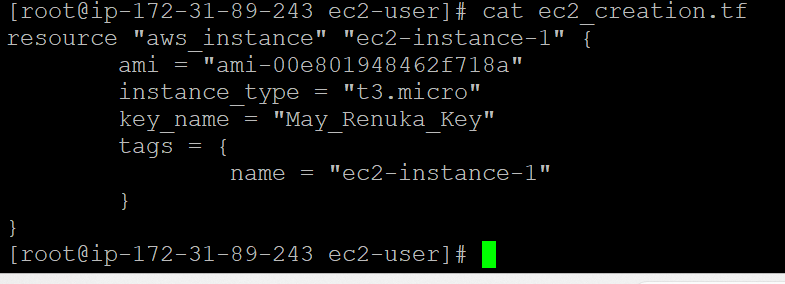 [root@ip-172-31-89-243 ec2-user]# cat ec2_creation.tf
resource "aws_instance" "ec2-instance-1" {
        ami = "ami-00e801948462f718a"
        instance_type = "t3.micro"
        key_name = "May_Renuka_Key"
        tags = {
                name = "ec2-instance-1"
        }
}
[root@ip-172-31-89-243 ec2-user]#